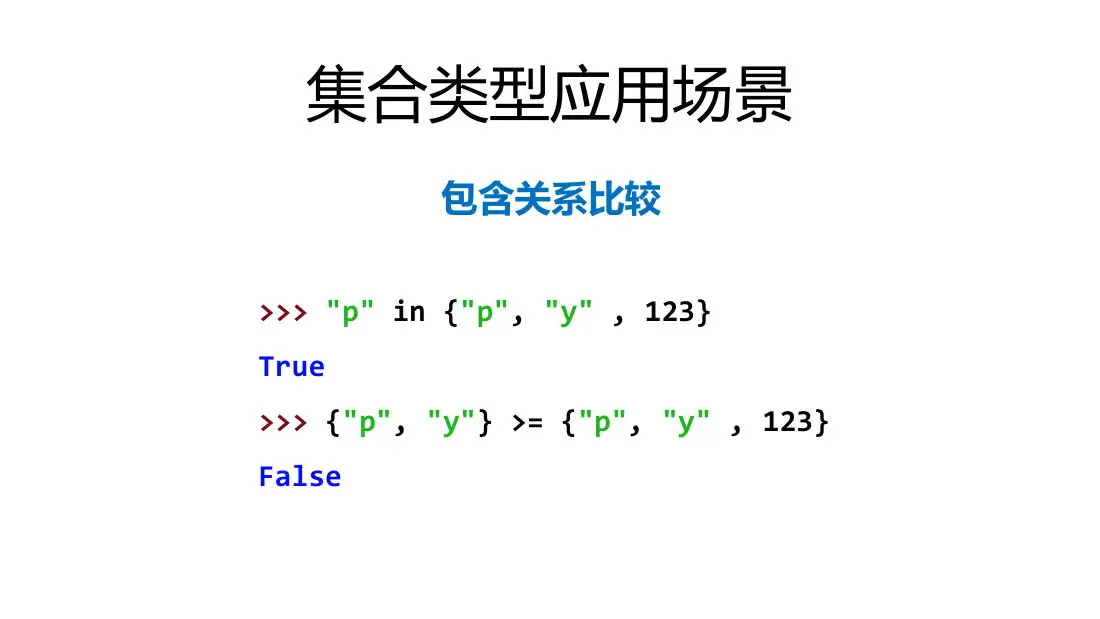 集合类型应用场景
包含关系比较
>>> "p" in {"p", "y" , 123}
True
>>> {"p", "y"} >= {"p", "y" , 123}
False